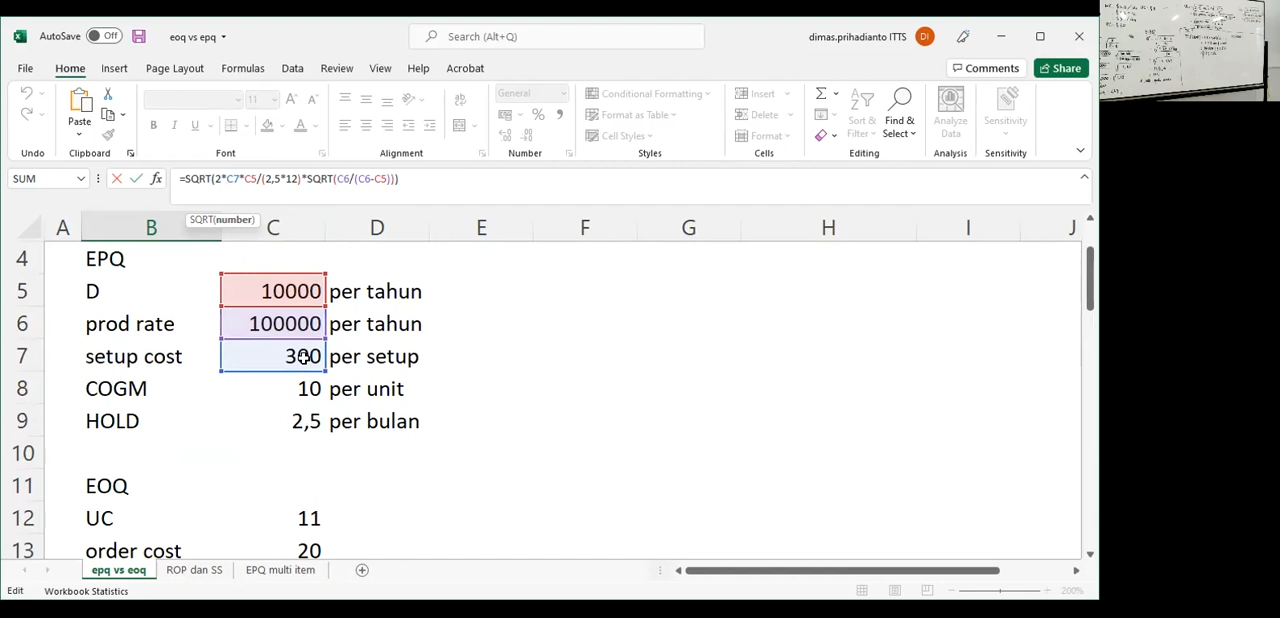 AutoSave Off eoq vs epq Search (Alt+Q) dimas.prihadianto ITTS DI
File Home Insert Draw Page Layout Formulas Data Review View Help Acrobat Comments Share
General Conditional Formatting Insert
Paste 11 Format as Table Delete Sort & Filter Find & Select Analyze Data Sensitivity
B I U Cell Styles Format
Undo Clipboard Font Alignment Number Styles Cells Editing Analysis Sensitivity
SUM =SQRT(2*C7*C5/(2,5*12)*SQRT(C6/(C6-C5)))
SQRT(number)
A B C D E F G H I J
4 EPQ
5 D 10000 per tahun
6 prod rate 100000 per tahun
7 setup cost 300 per setup
8 COGM 10 per unit
9 HOLD 2,5 per bulan
10
11 EOQ
12 UC 11
13 order cost 20
epq vs eoq ROP dan SS EPQ multi item
Edit Workbook Statistics 200%